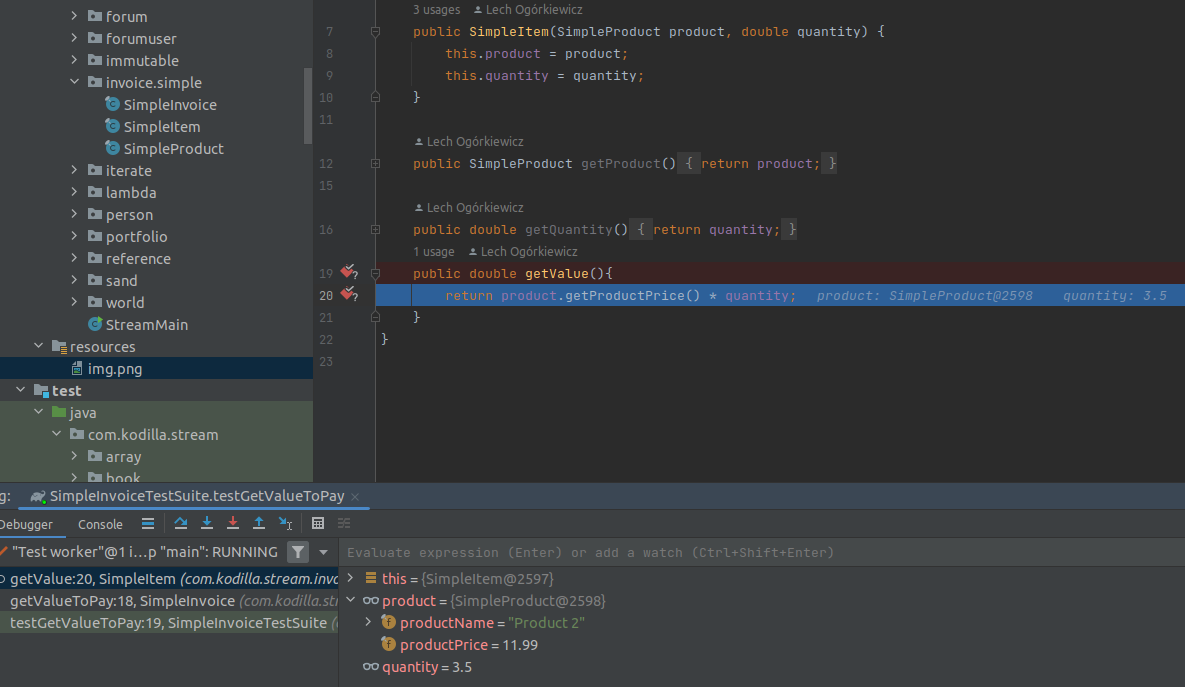 forum
forumuser
immutable
invoice.simple
SimpleInvoice
SimpleItem
SimpleProduct
iterate
lambda
person
portfolio
reference
sand
world
StreamMain
resources
img.png
test
java
com.kodilla.stream
array
book
3 usages Lech Ogórkiewicz
7 public SimpleItem(SimpleProduct product, double quantity) {
8 this.product = product;
9 this.quantity = quantity;
10 }
11
Lech Ogórkiewicz
12 public SimpleProduct getProduct() { return product; }
15
Lech Ogórkiewicz
16 public double getQuantity() { return quantity; }
1 usage Lech Ogórkiewicz
19 public double getValue(){
20 return product.getProductPrice() * quantity; product: SimpleProduct@2598 quantity: 3.5
21 }
22 }
23
g: SimpleInvoiceTestSuite.testGetValueToPay ×
Debugger Console
"Test worker"@1 i…p "main": RUNNING
getValue:20, SimpleItem (com.kodilla.stream.invo
getValueToPay:18, SimpleInvoice (com.kodilla.str
testGetValueToPay:19, SimpleInvoiceTestSuite (
Evaluate expression (Enter) or add a watch (Ctrl+Shift+Enter)
this = {SimpleItem@2597}
product = {SimpleProduct@2598}
productName = "Product 2"
productPrice = 11.99
quantity = 3.5